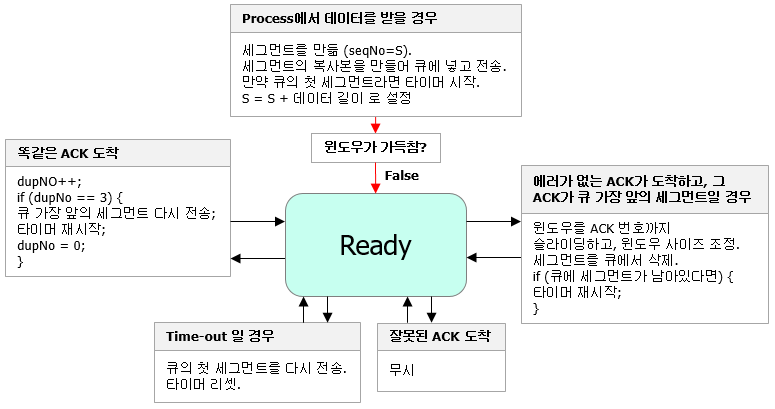 Process에서 데이터를 받을 경우
세그먼트를 만듦 (seqNo=S).
세그먼트의 복사본을 만들어 큐에 넣고 전송.
만약 큐의 첫 세그먼트라면 타이머 시작.
S = S + 데이터 길이 로 설정
윈도우가 가득참?
False
똑같은 ACK 도착
dupNO++;
if (dupNo == 3) {
큐 가장 앞의 세그먼트 다시 전송;
타이머 재시작;
dupNo = 0;
}
Ready
에러가 없는 ACK가 도착하고, 그
ACK가 큐 가장 앞의 세그먼트일 경우
윈도우를 ACK 번호까지
슬라이딩하고, 윈도우 사이즈 조정.
세그먼트를 큐에서 삭제.
if (큐에 세그먼트가 남아있다면) {
타이머 재시작;
}
Time-out 일 경우
큐의 첫 세그먼트를 다시 전송.
타이머 리셋.
잘못된 ACK 도착
무시